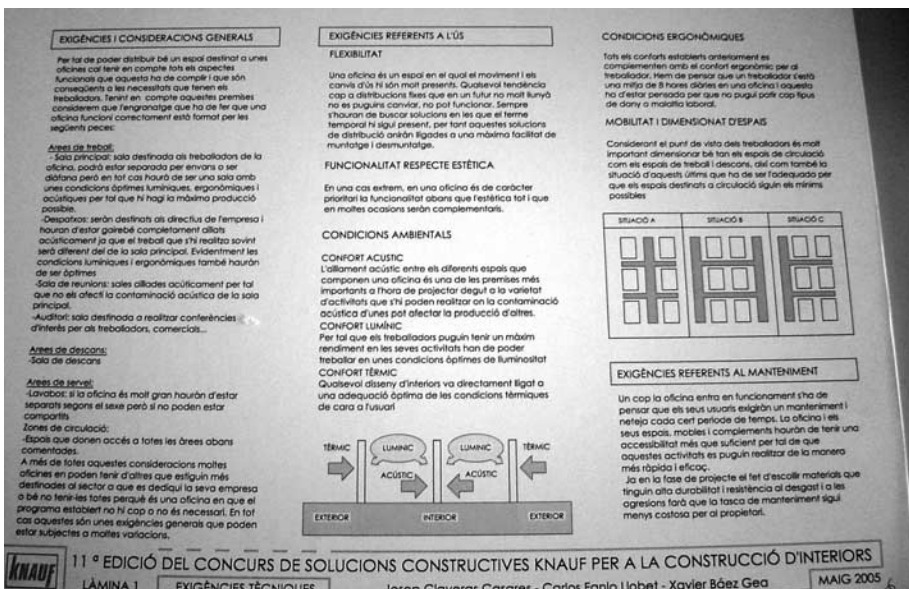 EXIGÈNCIES I CONSIDERACIONS GENERALS
Per tal de poder distribuir bé un espai destinat a unes
oficines cal tenir en compte tots els aspectes
funcionals que aquesta ha de complir i que són
conseqüents a les necessitats que tenen els
treballadors. Tenint en compte aquestes premises
considerem que l'engranatge que ha de fer que una
oficina funcioni correctament està format per les
següents peces:
Arees de treball:
- Sala principal: sala destinada als treballadors de la
oficina, podrà estar separada per envans o ser
diàfana però en tot cas haurà de ser una sala amb
unes condicions òptimes lumíniques, ergonòmiques i
acústiques per tal que hi hagi la màxima producció
possible.
-Despatxos: seràn destinats als directius de l'empresa i
houran d'estar gairebé completament aillats
acústicament ja que el treball que s'hi realitza sovint
serà diferent del de la sala principal. Evidentment les
condicions lumíniques i ergonòmiques també hauràn
de ser òptimes
-Sala de reunions: sales aillades acústicament per tal
que no els afecti la contaminació acústica de la sala
principal.
-Auditori: sala destinada a realitzar conferències
d'interès per als treballadors, comercials...
Arees de descans:
-Sala de descans
Arees de servei:
-Lavabos: si la oficina és molt gran houràn d'estar
separats segons el sexe però si no poden estar
compartits
Zones de circulació:
-Espais que donen accés a totes les àrees abans
comentades.
A més de totes aquestes consideracions moltes
oficines en poden tenir d'altres que estiguin més
destinades al sector a que es dediqui la seva empresa
o bé no tenir-les totes perquè és una oficina en que el
programa establert no hi cap o no és necessari. En tot
cas aquestes són unes exigències generals que poden
estar subjectes a moltes variacions.
EXIGÈNCIES REFERENTS A L'ÚS
FLEXIBILITAT
Una oficina és un espai en el qual el moviment i els
canvis d'ús hi són molt presents. Qualsevol tendència
cap a distribucions fixes que en un futur no molt llunyà
no es puguin canviar, no pot funcionar. Sempre
s'hauran de buscar solucions en les que el terme
temporal hi sigui present, per tant aquestes solucions
de distribució aniràn lligades a una màxima facilitat de
muntatge i desmuntatge.
FUNCIONALITAT RESPECTE ESTÈTICA
En una cas extrem, en una oficina és de caràcter
prioritari la funcionalitat abans que l'estètica tot i que
en moltes ocasions seràn complementaris.
CONDICIONS AMBIENTALS
CONFORT ACUSTIC
L'aillament acústic entre els diferents espais que
componen una oficina és una de les premises més
importants a l'hora de projectar degut a la varietat
d'activitats que s'hi poden realitzar on la contaminació
acústica d'unes pot afectar la producció d'altres.
CONFORT LUMÍNIC
Per tal que els treballadors puguin tenir un màxim
rendiment en les seves activitats han de poder
treballar en unes condicions òptimes de lluminositat
CONFORT TÈRMIC
Qualsevol disseny d'interiors va directament lligat a
una adequació òptima de les condicions tèrmiques
de cara a l'usuari
TÈRMIC LUMINIC LUMINIC TÈRMIC
ACÚSTIC ACÚSTIC
EXTERIOR INTERIOR EXTERIOR
CONDICIONS ERGONÒMIQUES
Tots els conforts establerts anteriorment es
complementen amb el confort ergonòmic per al
treballador. Hem de pensar que un treballador s'està
una mitja de 8 hores diàries en una oficina i aquesta
ha d'estar pensada per que no pugui patir cap tipus
de dany o malaltia laboral.
MOBILITAT I DIMENSIONAT D'ESPAIS
Considerant el punt de vista dels treballadors és molt
important dimensionar bé tan els espais de circulació
com els espais de treball i descans, així com també la
situació d'aquests últims que ha de ser l'adequada per
que els espais destinats a circulació siguin els mínims
possibles
SITUACIÓ A SITUACIÓ B SITUACIÓ C
EXIGÈNCIES REFERENTS AL MANTENIMENT
Un cop la oficina entra en funcionament s'ha de
pensar que els seus usuaris exigiràn un manteniment i
neteja cada cert període de temps. La oficina i els
seus espais, mobles i complements houràn de tenir una
accessibilitat més que suficient per tal de que
aquestes activitats es puguin realitzar de la manera
més ràpida i eficaç.
Ja en la fase de projecte el fet d'escollir materials que
tinguin alta durabilitat i resistència al desgast i a les
agresions farà que la tasca de manteniment sigui
menys costosa per al propietari.
KNAUF
11ª EDICIÓ DEL CONCURS DE SOLUCIONS CONSTRUCTIVES KNAUF PER A LA CONSTRUCCIÓ D'INTERIORS
LÀMINA 1 EXIGÈNCIES TÈCNIQUES Josep Claveras Casares - Carlos Fanlo Llobet - Xavier Báez Gea MAIG 2005